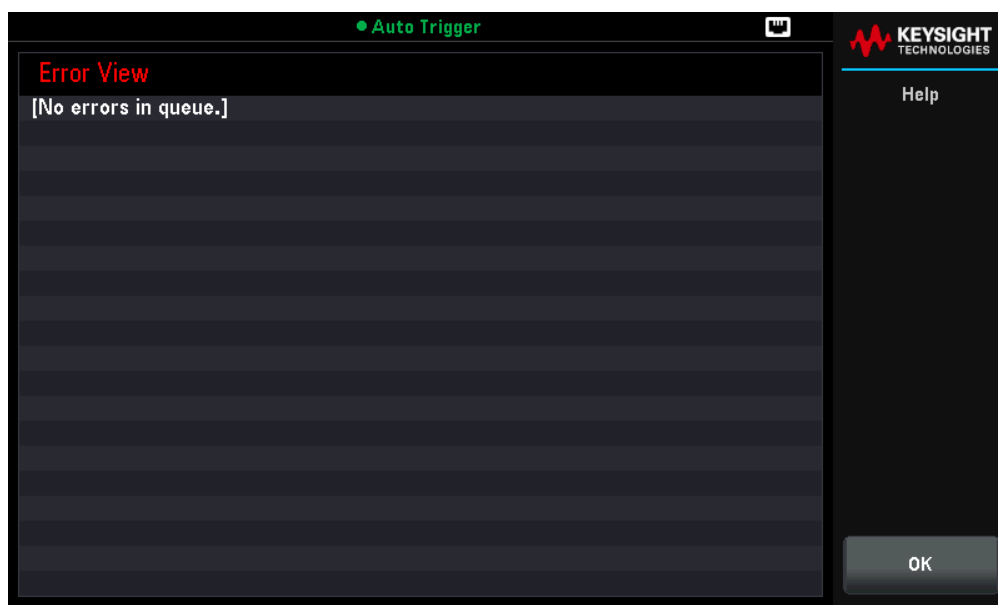 Auto Trigger
KEYSIGHT
TECHNOLOGIES
Error View
[No errors in queue.]
Help
OK